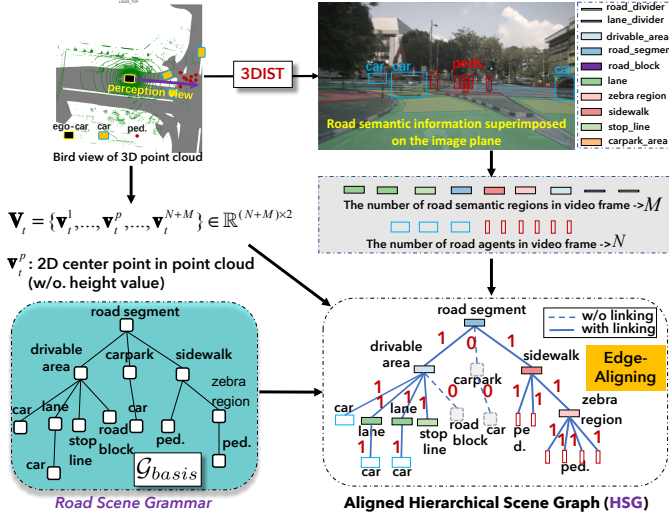 LIDAR_TOP
perception view
ego-car car ped.
Bird view of 3D point cloud
3DIST
car car peds. car
Road semantic information superimposed
on the image plane
road_divider
lane_divider
drivable_area
road_segment
road_block
lane
zebra region
sidewalk
stop_line
carpark_area
The number of road semantic regions in video frame ->M
The number of road agents in video frame ->N
𝐕_t = {𝐯_t^1,...,𝐯_t^p,...,𝐯_t^{N+M}} ∈ ℝ^{(N+M)×2}
𝐯_t^p : 2D center point in point cloud
(w/o. height value)
road segment
drivable
area
carpark
sidewalk
zebra
region
car
lane
stop
line
road
block
car
ped.
ped.
car
𝒢_basis
Road Scene Grammar
road segment
w/o linking
with linking
Edge-
Aligning
1 0 1
drivable
area
carpark
sidewalk
1 1 1 1 0 0 1 1 1
car
lane
lane
stop
line
road
block
car
pe
d.
zebra
region
1 1 1 1 1 1
car
car
ped.
Aligned Hierarchical Scene Graph (HSG)